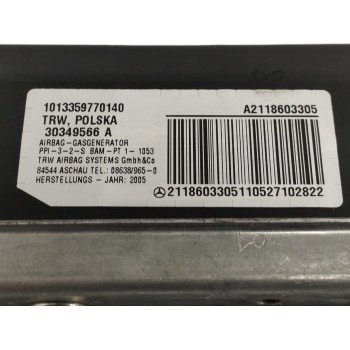 1013359770140
TRW, POLSKA
30349566 A
AIRBAG-GASGENERATOR
PPI-3-2-S BAM-PT 1-1053
TRW AIRBAG SYSTEMS GmbH&Co
84544 ASCHAU TEL.: 08638/965-0
HERSTELLUNGS - JAHR: 2005
A2118603305
2118603305110527102822